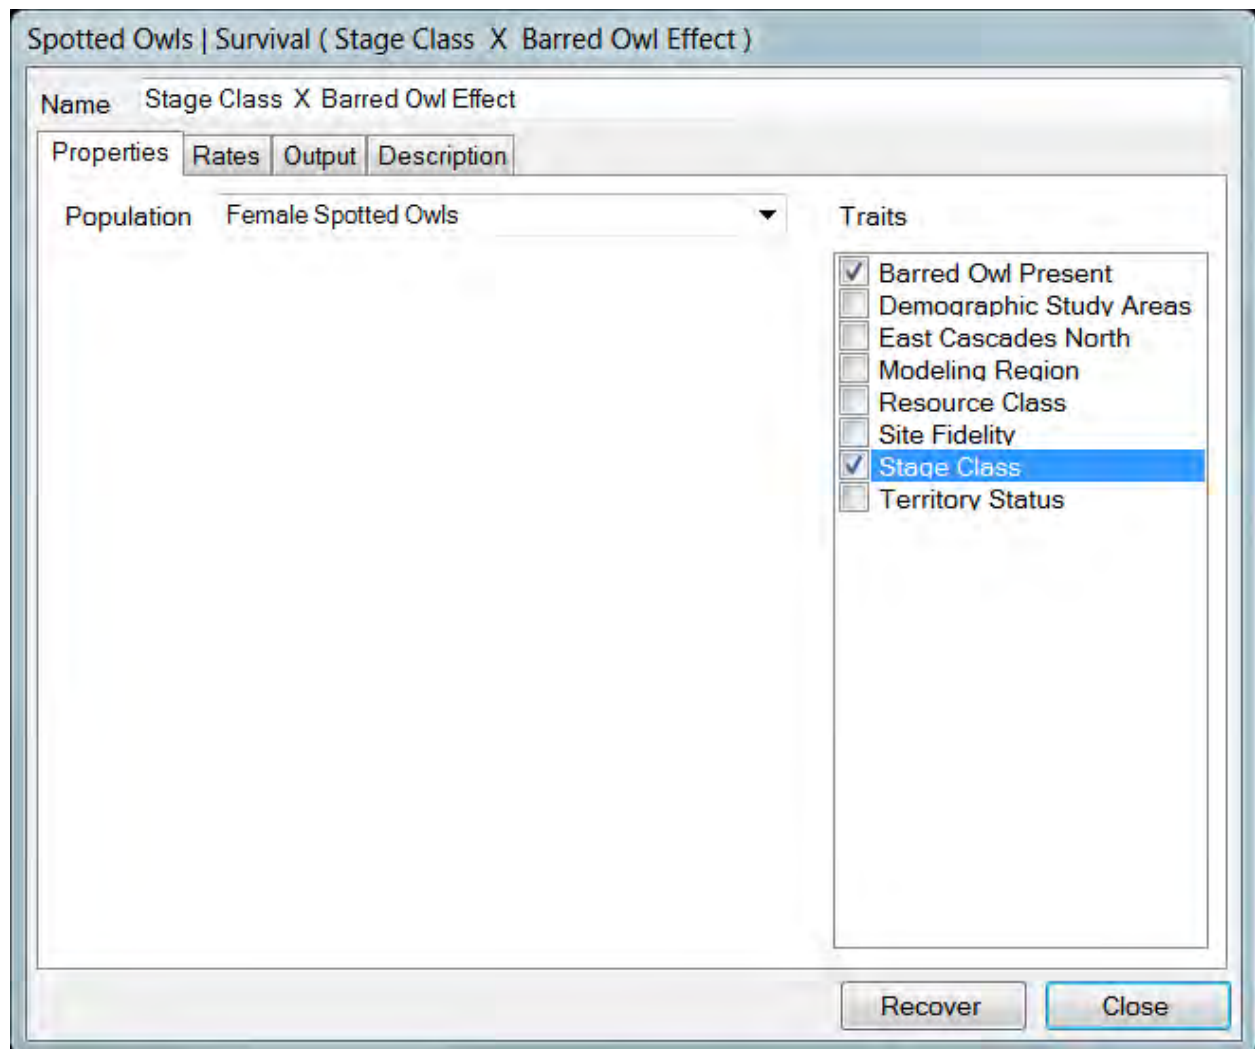 Spotted Owls | Survival ( Stage Class X Barred Owl Effect )
Name Stage Class X Barred Owl Effect
Properties Rates Output Description
Population Female Spotted Owls
Traits
Barred Owl Present
Demographic Study Areas
East Cascades North
Modeling Region
Resource Class
Site Fidelity
Stage Class
Territory Status
Recover Close